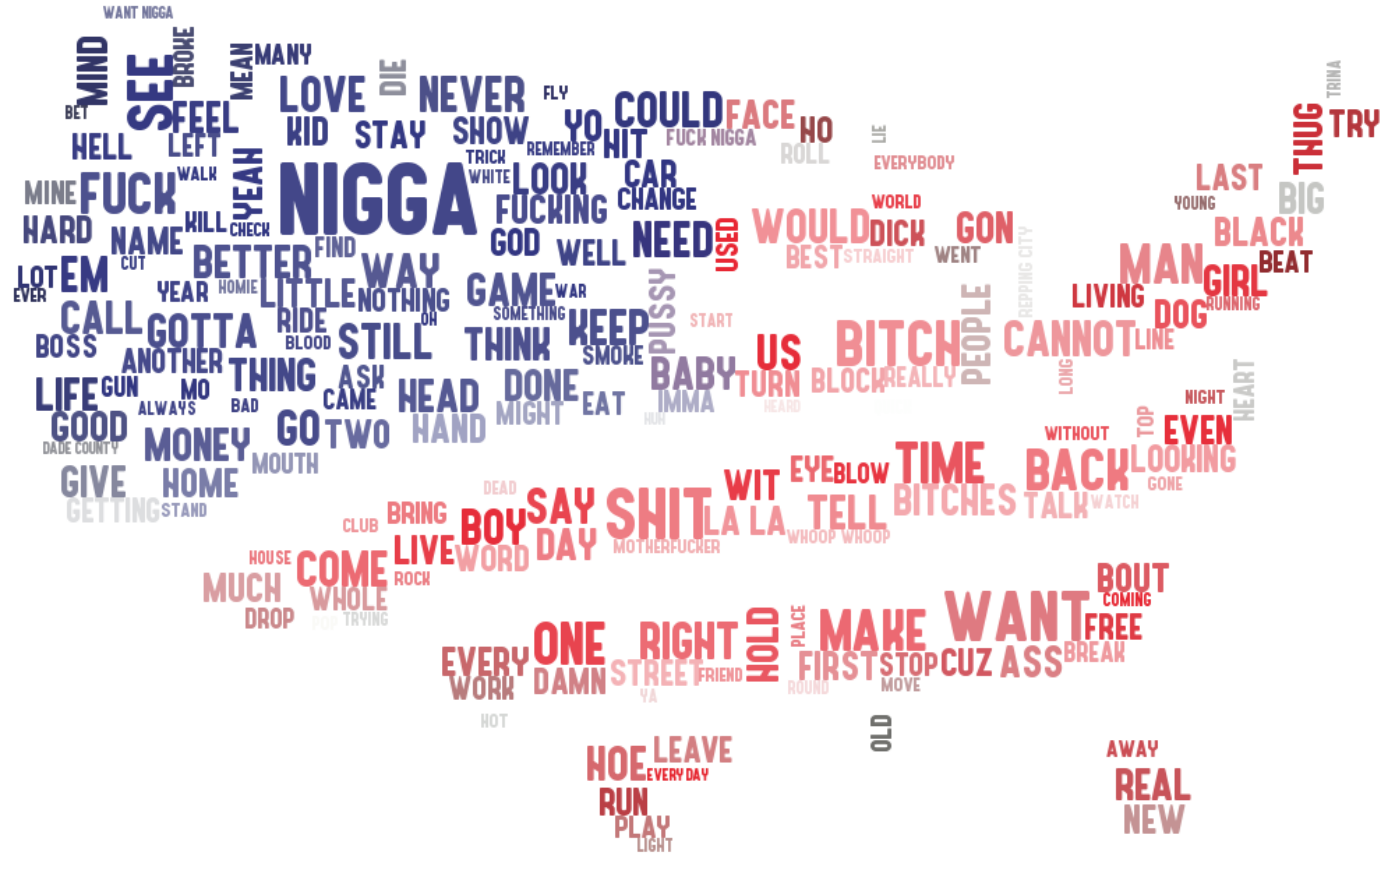 WANT NIGGA
MIND
SEE
BROKE
MEAN
MANY
BET
FEEL
HELL
LEFT
LOVE
DIE
NEVER
FLY
COULD
FACE
HO
TRINA
THUG
TRY
KID
STAY
SHOW
YO
HIT
REMEMBER
FUCK NIGGA
ROLL
LIE
EVERYBODY
YEAH
WALK
NIGGA
TRICK
WHITE
LOOK
CAR
CHANGE
MINE
FUCK
FUCKING
WORLD
LAST
YOUNG
BIG
HARD
KILL
CHECK
NAME
CUT
FIND
GOD
WELL
NEED
USED
WOULD
DICK
GON
BEST
STRAIGHT
WENT
REPPING CITY
BLACK
BEAT
MAN
GIRL
RUNNING
LOT
EM
EVER
BETTER
HOMIE
YEAR
LITTLE
WAY
NOTHING
OH
GAME
WAR
SOMETHING
KEEP
PUSSY
START
PEOPLE
LIVING
DOG
CALL
BOSS
GOTTA
RIDE
BLOOD
STILL
THINK
SMOKE
US
BITCH
CANNOT
LINE
ANOTHER
THING
ASK
CAME
HEAD
DONE
BABY
TURN
BLOCK
REALLY
LONG
HEART
LIFE
GUN
MO
ALWAYS
BAD
MIGHT
EAT
IMMA
HUH
HEARD
NIGHT
GOOD
DADE COUNTY
MONEY
GO
TWO
HAND
WITHOUT
TOP
EVEN
GIVE
HOME
MOUTH
GETTING
STAND
DEAD
WIT
EYE
BLOW
TIME
BACK
LOOKING
GONE
CLUB
BRING
BOY
SAY
SHIT
LA LA
TELL
BITCHES
TALK
WATCH
WHOOP WHOOP
HOUSE
COME
LIVE
WORD
DAY
MOTHERFUCKER
ROCK
MUCH
WHOLE
DROP
TRYING
BOUT
COMING
EVERY
ONE
RIGHT
HOLD
PLACE
MAKE
WANT
FREE
WORK
DAMN
STREET
FRIEND
FIRST
STOP
CUZ
ASS
BREAK
YA
ROUND
MOVE
HOT
OLD
HOE
LEAVE
EVERY DAY
AWAY
RUN
REAL
PLAY
NEW
LIGHT